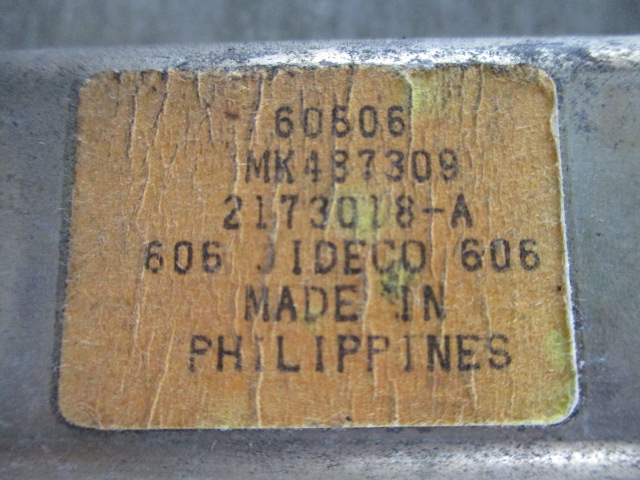 60606
MK487309
2173018-A
606 JIDECO 606
MADE IN
PHILIPPINES